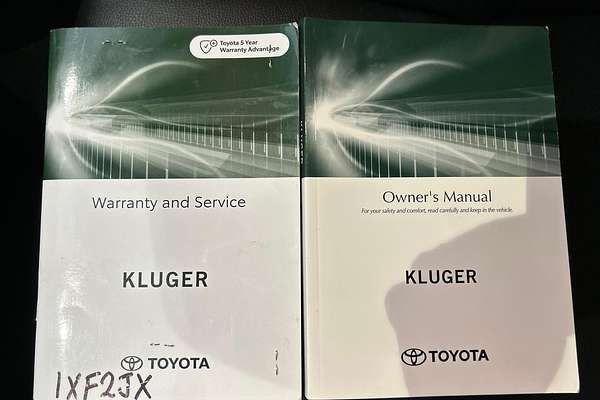 Toyota 5 Year
Warranty Advantage
Warranty and Service
KLUGER
TOYOTA
1XF2JX
Owner's Manual
For your safety and comfort, read carefully and keep in the vehicle.
KLUGER
TOYOTA